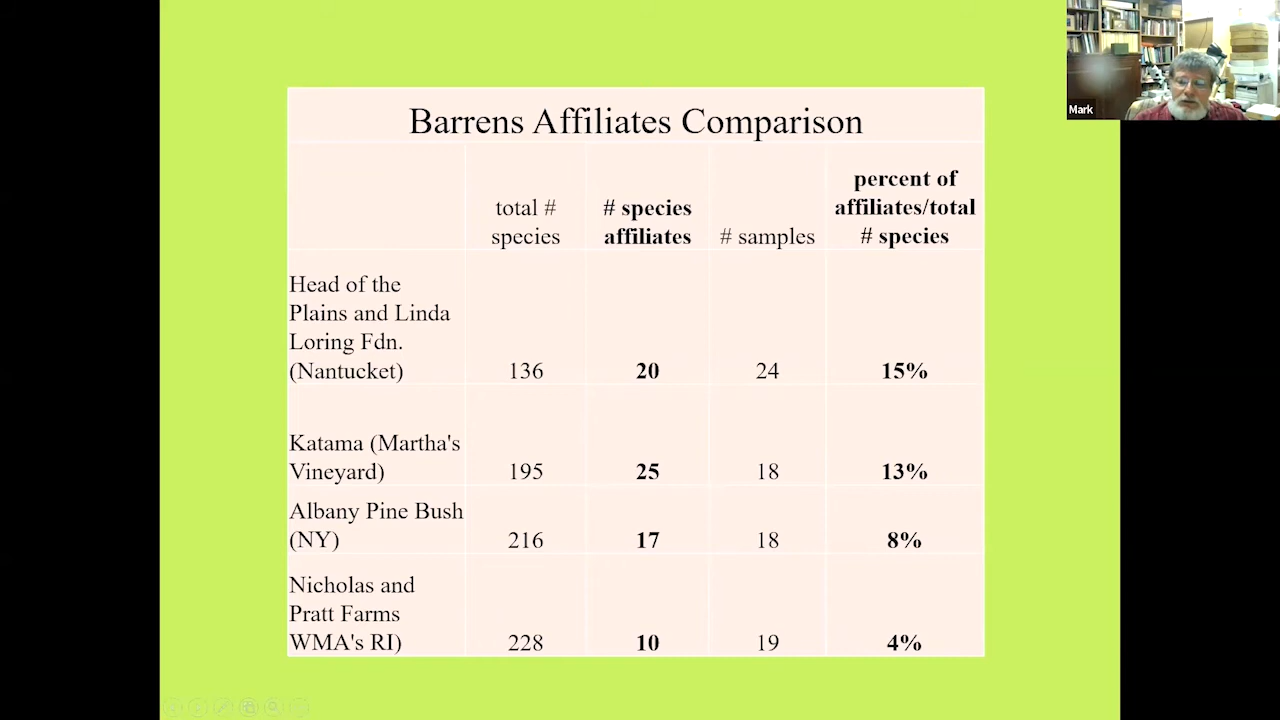 Mark
Barrens Affiliates Comparison
total #
species
# species
affiliates
# samples
percent of
affiliates/total
# species
Head of the
Plains and Linda
Loring Fdn.
(Nantucket) 136 20 24 15%
Katama (Martha's
Vineyard) 195 25 18 13%
Albany Pine Bush
(NY) 216 17 18 8%
Nicholas and
Pratt Farms
WMA's RI) 228 10 19 4%